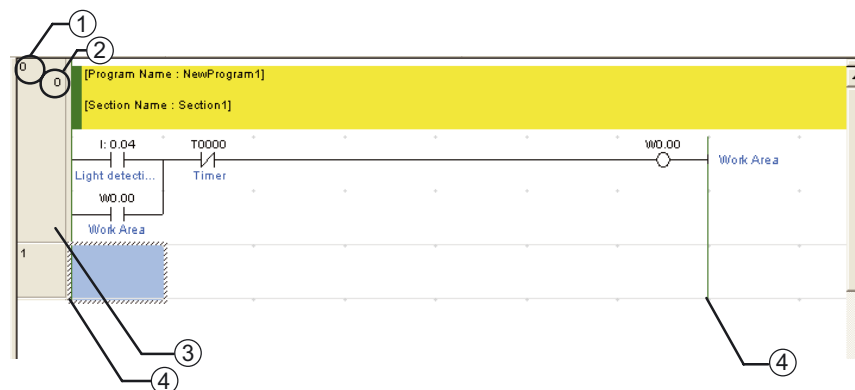 ①
②
0
0
[Program Name : NewProgram1]
[Section Name : Section1]
I: 0.04
T0000
W0.00
Light detecti...
Timer
Work Area
W0.00
Work Area
1
③
④
④